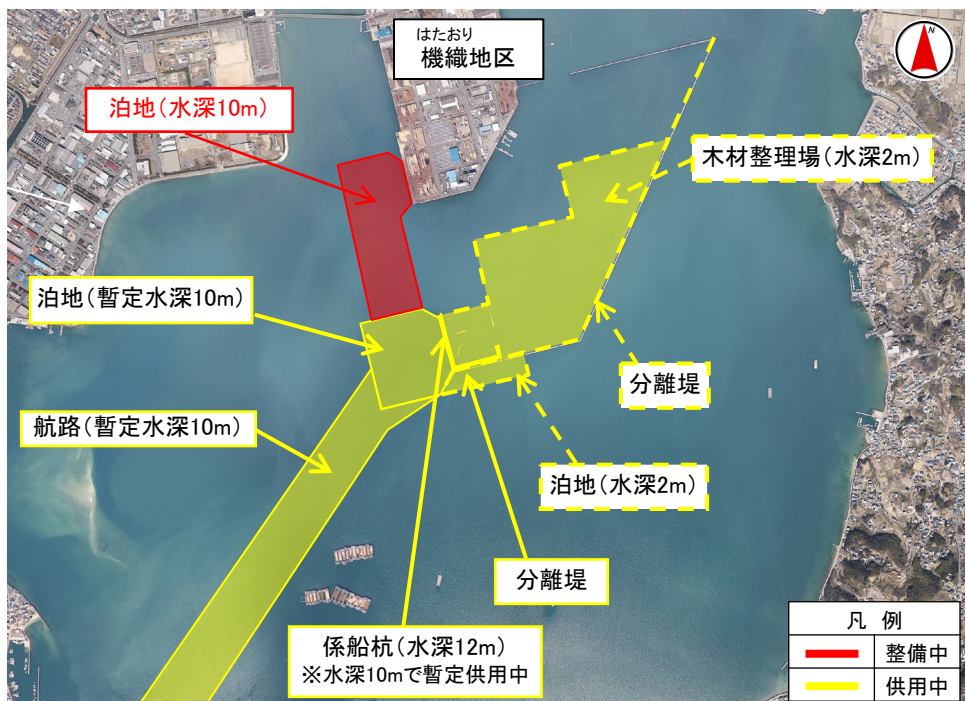 はたおり
機織地区
N
泊地（水深10m）
木材整理場（水深2m）
泊地（暫定水深10m）
分離堤
航路（暫定水深10m）
泊地（水深2m）
分離堤
係船杭（水深12m）
※水深10mで暫定供用中
凡 例
整備中
供用中